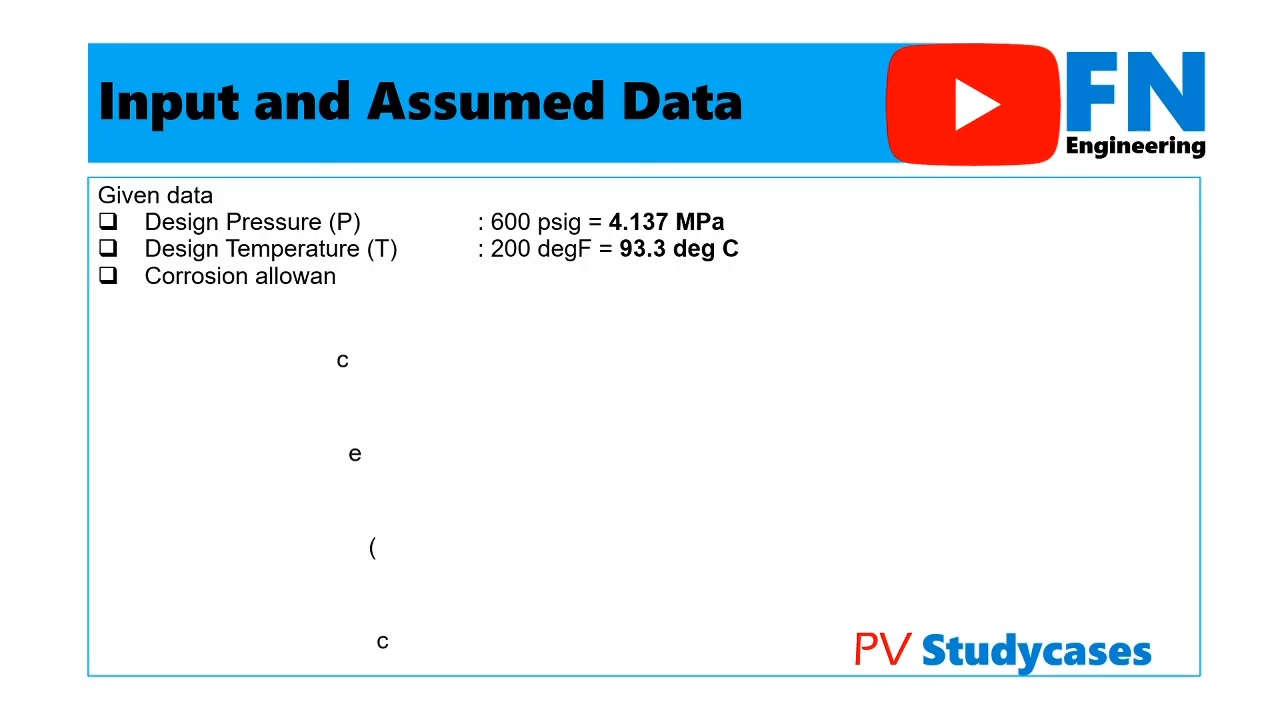 Input and Assumed Data
FN
Engineering
Given data
❑ Design Pressure (P) : 600 psig = 4.137 MPa
❑ Design Temperature (T) : 200 degF = 93.3 deg C
❑ Corrosion allowan
c
e
(
c
PV Studycases